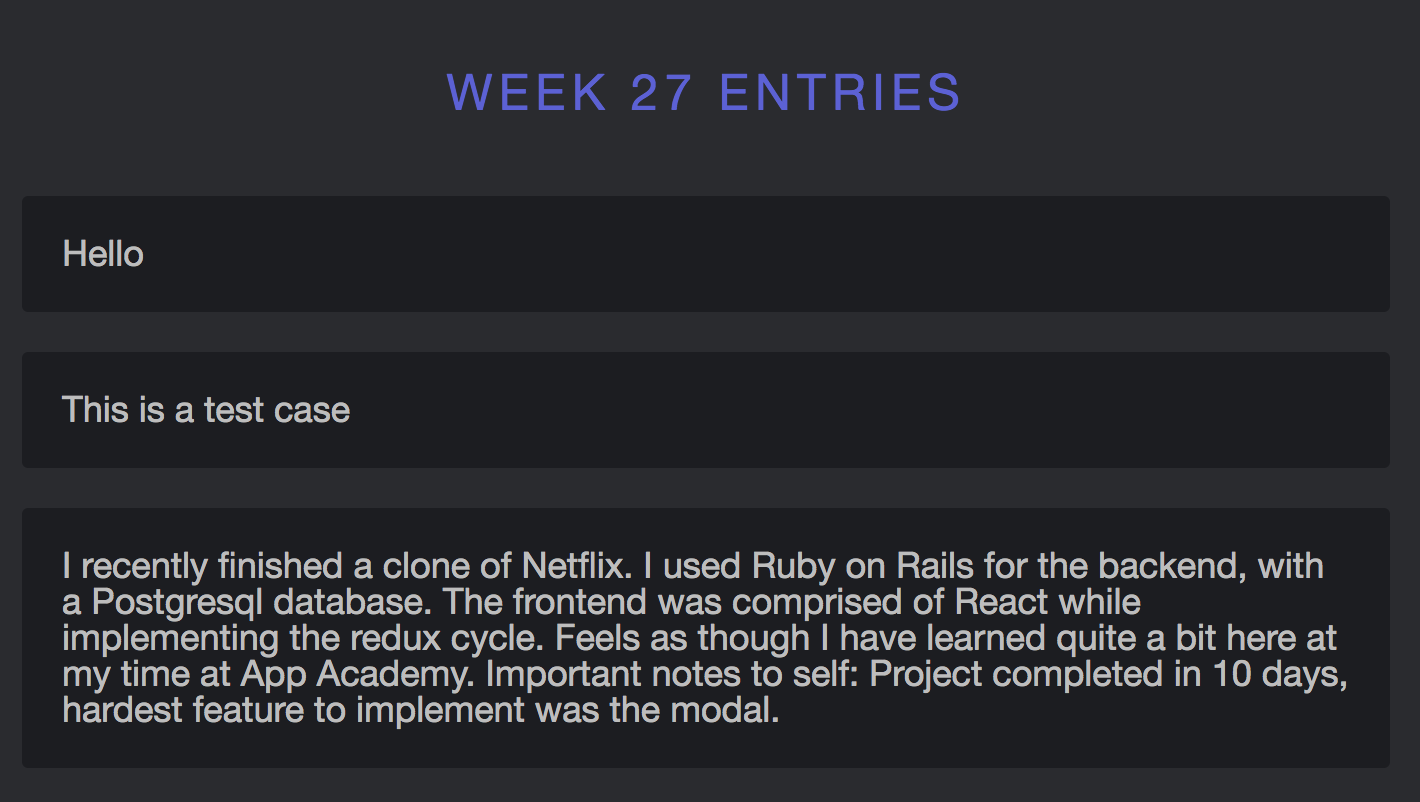 WEEK 27 ENTRIES
Hello
This is a test case
I recently finished a clone of Netflix. I used Ruby on Rails for the backend, with
a Postgresql database. The frontend was comprised of React while
implementing the redux cycle. Feels as though I have learned quite a bit here at
my time at App Academy. Important notes to self: Project completed in 10 days,
hardest feature to implement was the modal.